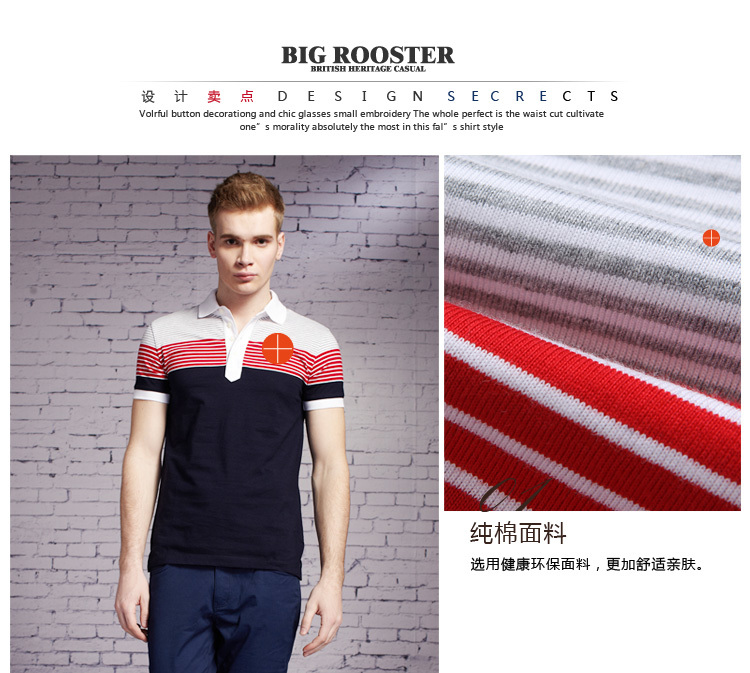 BIG ROOSTER
BRITISH HERITAGE CASUAL
设计卖点 DESIGN SECRECTS
Volrful button decorationg and chic glasses small embroidery The whole perfect is the waist cut cultivate
one”s morality absolutely the most in this fal”s shirt style
纯棉面料
选用健康环保面料，更加舒适亲肤。